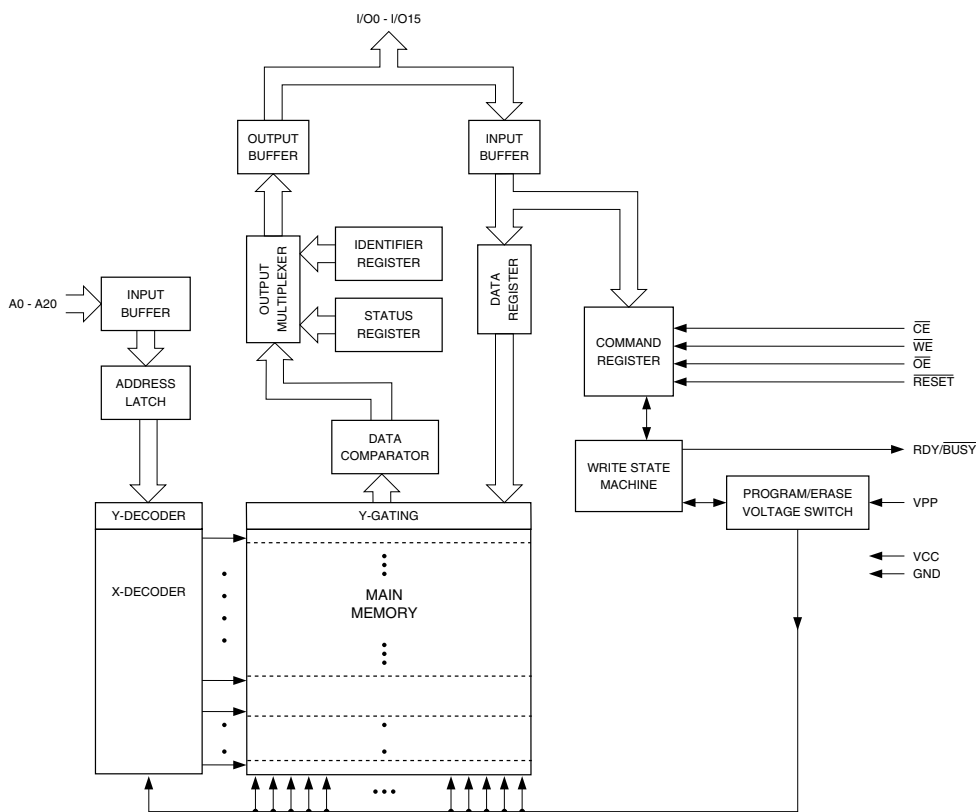 I/O0 - I/O15
OUTPUT
BUFFER
INPUT
BUFFER
OUTPUT
MULTIPLEXER
IDENTIFIER
REGISTER
STATUS
REGISTER
DATA
REGISTER
A0 - A20
INPUT
BUFFER
ADDRESS
LATCH
COMMAND
REGISTER
CE
WE
OE
RESET
DATA
COMPARATOR
WRITE STATE
MACHINE
RDY/BUSY
PROGRAM/ERASE
VOLTAGE SWITCH
VPP
VCC
GND
Y-DECODER
Y-GATING
X-DECODER
MAIN
MEMORY